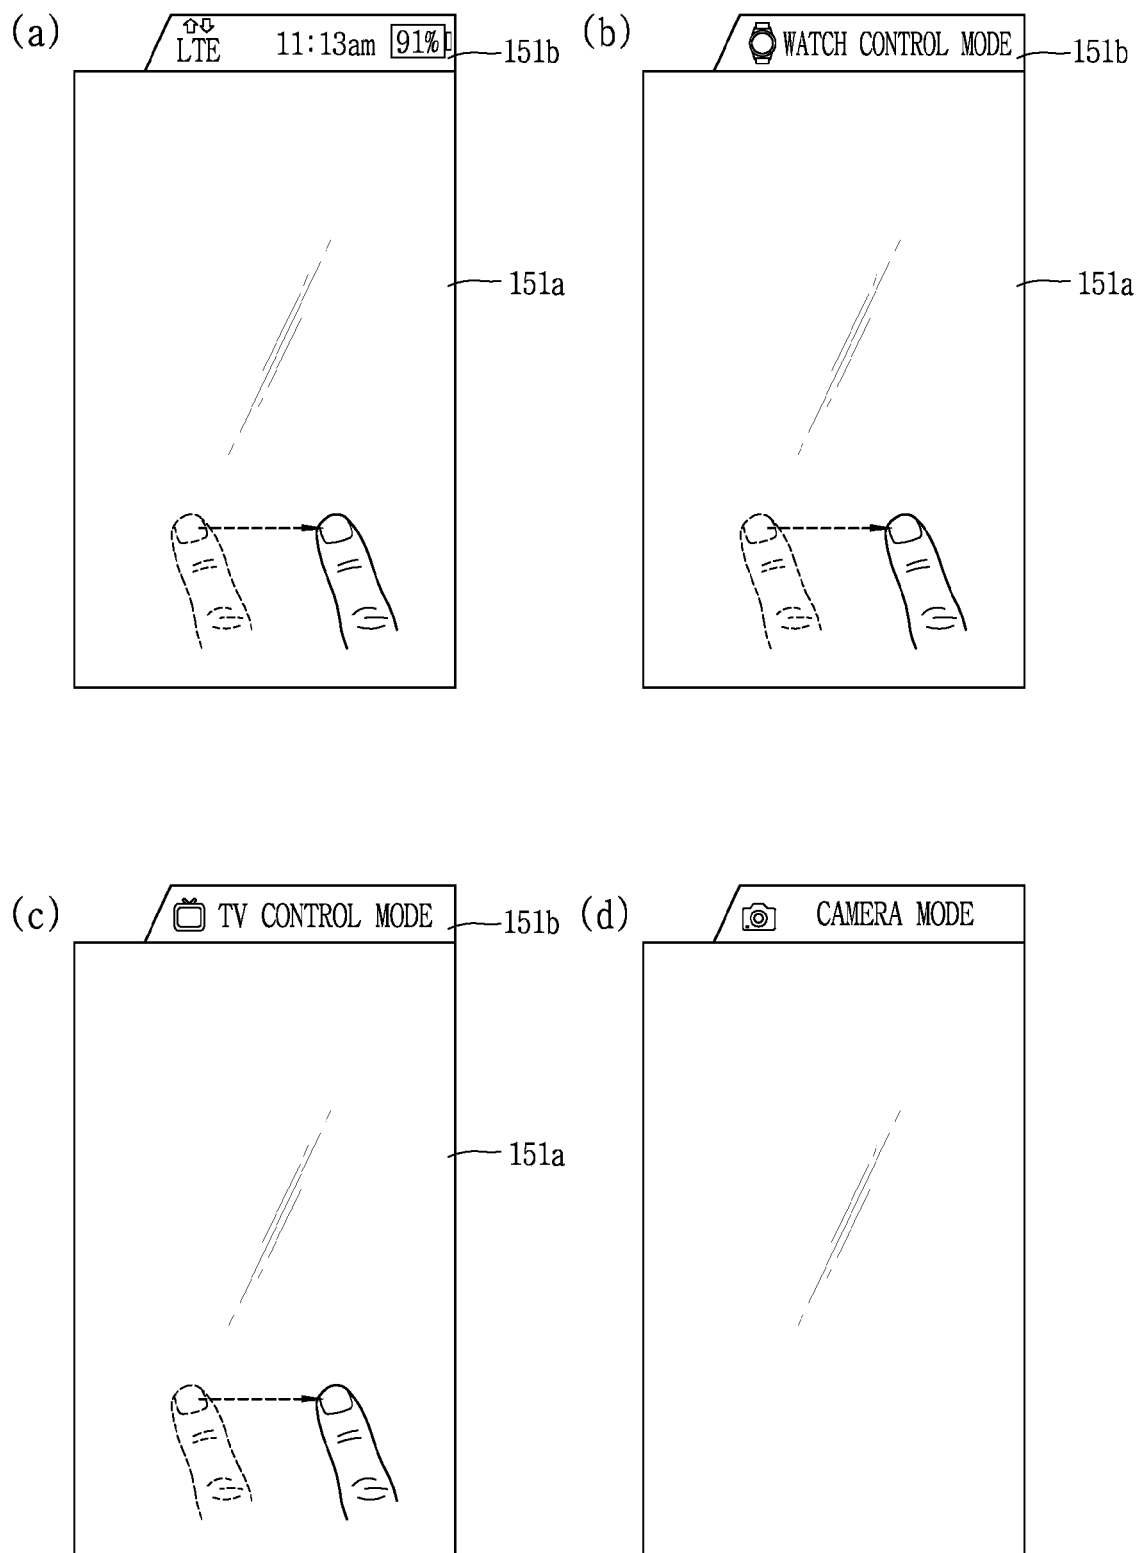 (a)
LTE 11:13am 91%
151b
151a
(b)
WATCH CONTROL MODE
151b
151a
(c)
TV CONTROL MODE
151b
151a
(d)
CAMERA MODE